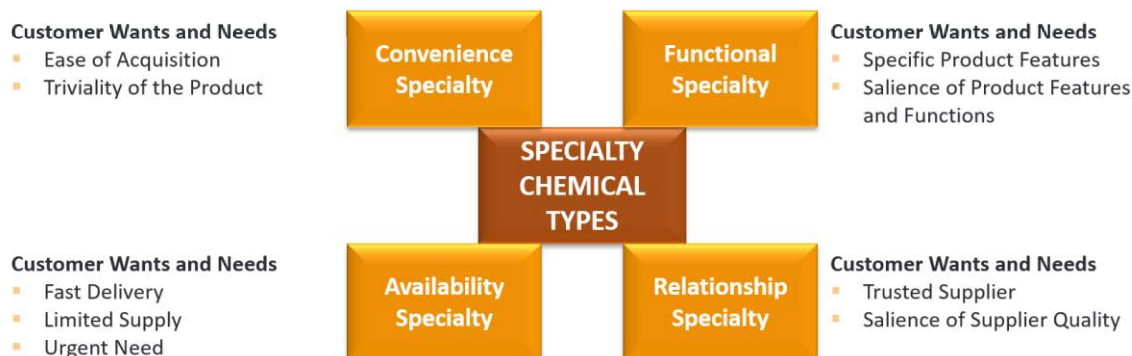 Customer Wants and Needs
Ease of Acquisition
Triviality of the Product
Convenience
Specialty
Functional
Specialty
Customer Wants and Needs
Specific Product Features
Salience of Product Features
and Functions
SPECIALTY
CHEMICAL
TYPES
Customer Wants and Needs
Fast Delivery
Limited Supply
Urgent Need
Availability
Specialty
Relationship
Specialty
Customer Wants and Needs
Trusted Supplier
Salience of Supplier Quality